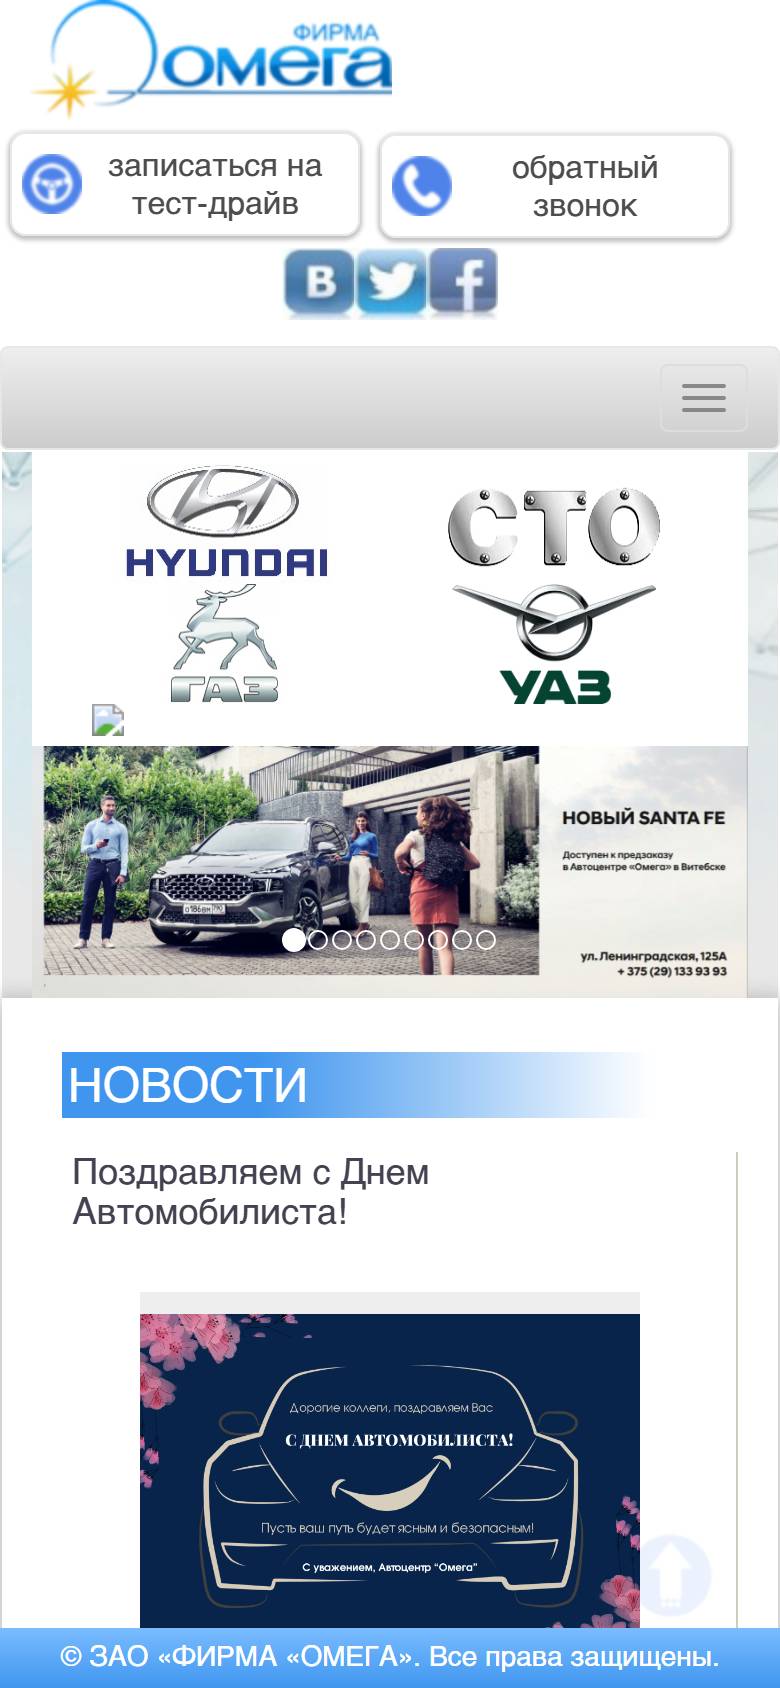 ФИРМА
омега
записаться на
тест-драйв
обратный
звонок
HYUNDAI
СТО
ГАЗ
УАЗ
НОВЫЙ SANTA FE
Доступен к предзаказу
в Автоцентре «Омега» в Витебске
ул. Ленинградская, 125А
+ 375 (29) 133 93 93
НОВОСТИ
Поздравляем с Днем
Автомобилиста!
Дорогие коллеги, поздравляем Вас
С ДНЕМ АВТОМОБИЛИСТА!
Пусть ваш путь будет ясным и безопасным!
С уважением, Автоцентр "Омега"
© ЗАО «ФИРМА «ОМЕГА». Все права защищены.